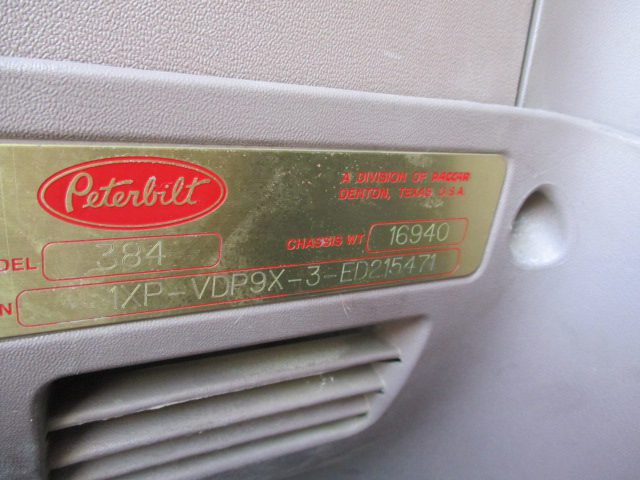 Peterbilt
A DIVISION OF PACCAR
DENTON, TEXAS U.S.A.
DEL 384 CHASSIS WT 16940
N 1XP-VDP9X-3-ED215471